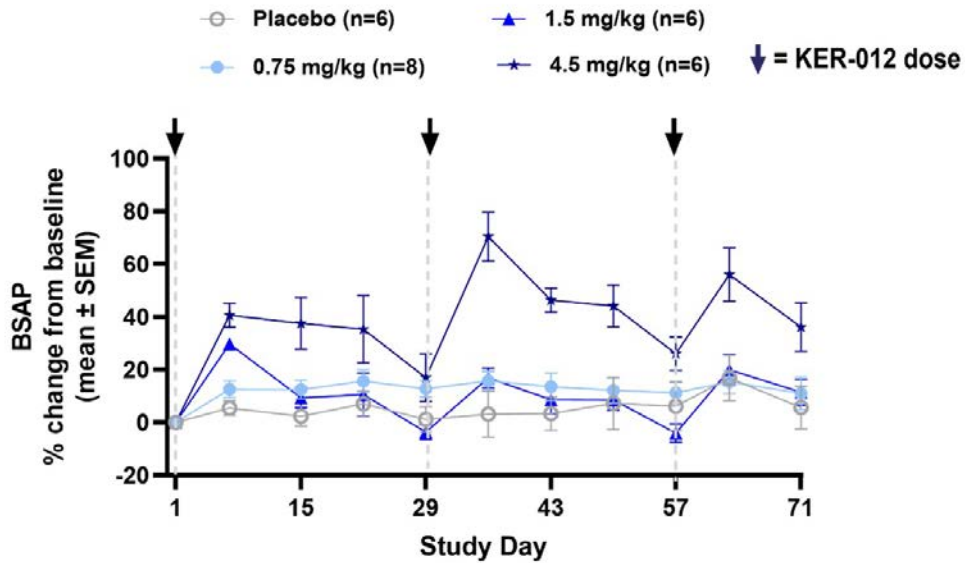 Placebo (n=6)
1.5 mg/kg (n=6)
0.75 mg/kg (n=8)
4.5 mg/kg (n=6)
= KER-012 dose
BSAP
% change from baseline
(mean ± SEM)
100
80
60
40
20
0
-20
1
15
29
43
57
71
Study Day